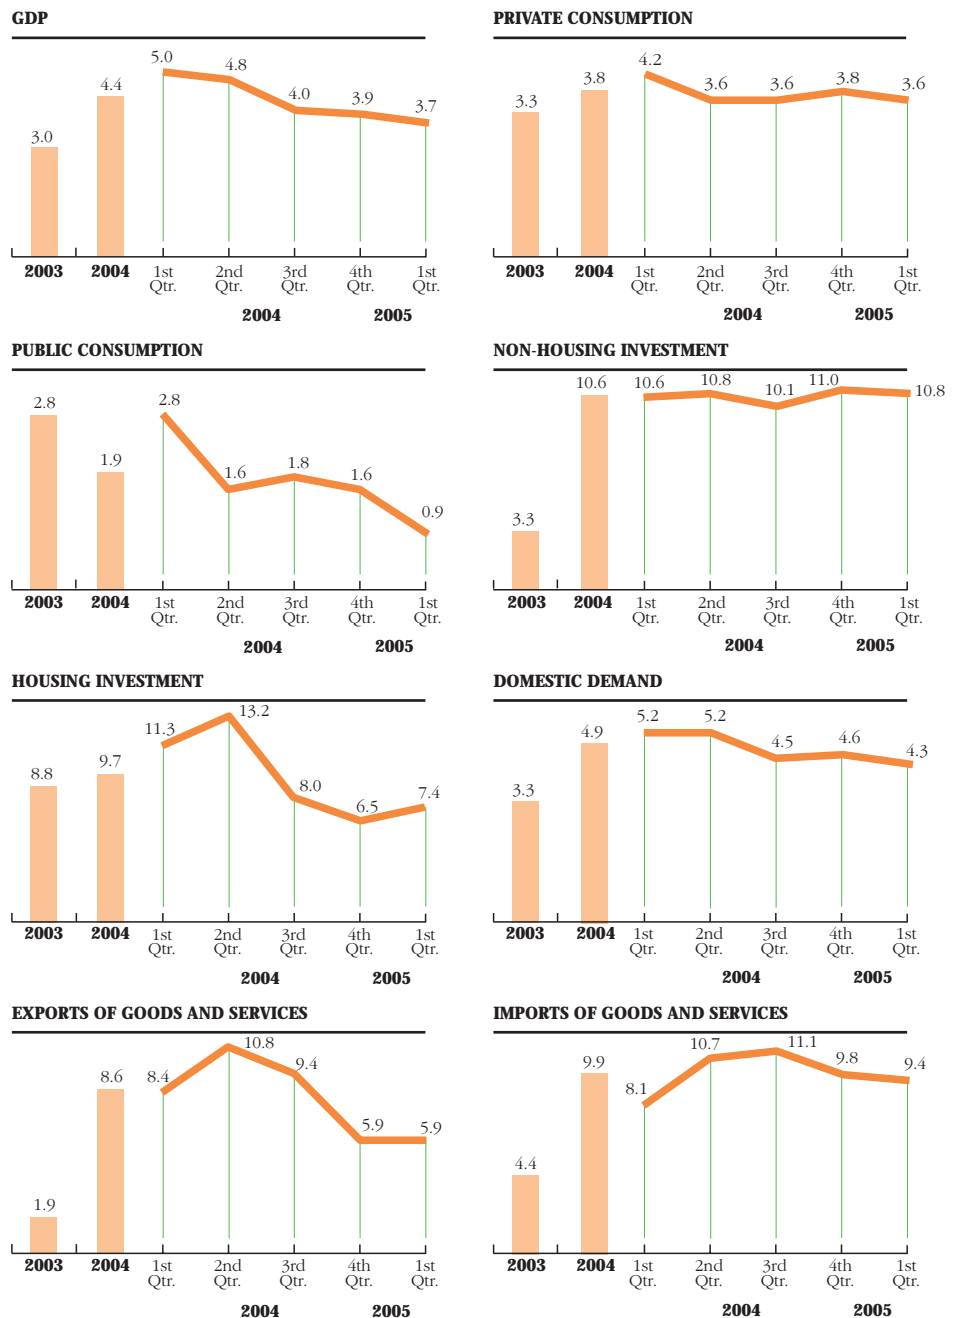 GDP
5.0
4.8
4.4
4.0
3.9
3.7
3.0
2003 2004 1st 2nd 3rd 4th 1st
Qtr. Qtr. Qtr. Qtr. Qtr.
2004 2005
PRIVATE CONSUMPTION
4.2
3.8
3.6
3.6
3.8
3.6
3.3
2003 2004 1st 2nd 3rd 4th 1st
Qtr. Qtr. Qtr. Qtr. Qtr.
2004 2005
PUBLIC CONSUMPTION
2.8
2.8
1.9
1.6
1.8
1.6
0.9
2003 2004 1st 2nd 3rd 4th 1st
Qtr. Qtr. Qtr. Qtr. Qtr.
2004 2005
NON-HOUSING INVESTMENT
10.6
10.6
10.8
10.1
11.0
10.8
3.3
2003 2004 1st 2nd 3rd 4th 1st
Qtr. Qtr. Qtr. Qtr. Qtr.
2004 2005
HOUSING INVESTMENT
13.2
11.3
8.8
9.7
8.0
6.5
7.4
2003 2004 1st 2nd 3rd 4th 1st
Qtr. Qtr. Qtr. Qtr. Qtr.
2004 2005
DOMESTIC DEMAND
5.2
5.2
4.9
4.5
4.6
4.3
3.3
2003 2004 1st 2nd 3rd 4th 1st
Qtr. Qtr. Qtr. Qtr. Qtr.
2004 2005
EXPORTS OF GOODS AND SERVICES
10.8
9.4
8.6
8.4
5.9
5.9
1.9
2003 2004 1st 2nd 3rd 4th 1st
Qtr. Qtr. Qtr. Qtr. Qtr.
2004 2005
IMPORTS OF GOODS AND SERVICES
10.7
11.1
9.9
9.8
9.4
8.1
4.4
2003 2004 1st 2nd 3rd 4th 1st
Qtr. Qtr. Qtr. Qtr. Qtr.
2004 2005